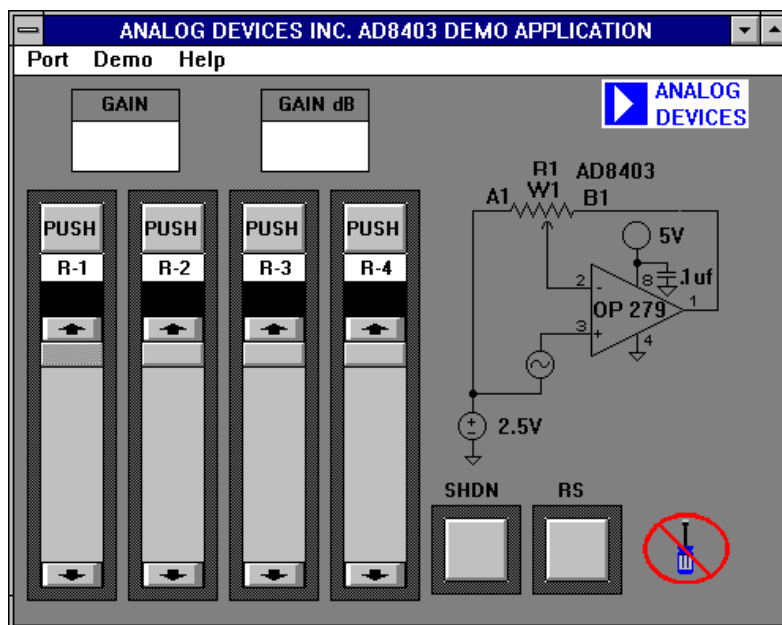 ANALOG DEVICES INC. AD8403 DEMO APPLICATION
Port Demo Help
GAIN
GAIN dB
ANALOG
DEVICES
PUSH PUSH PUSH PUSH
R-1 R-2 R-3 R-4
R1 AD8403
A1 W1 B1
5V
8 .1uf
2 -
OP 279
1
3 +
4
2.5V
SHDN RS